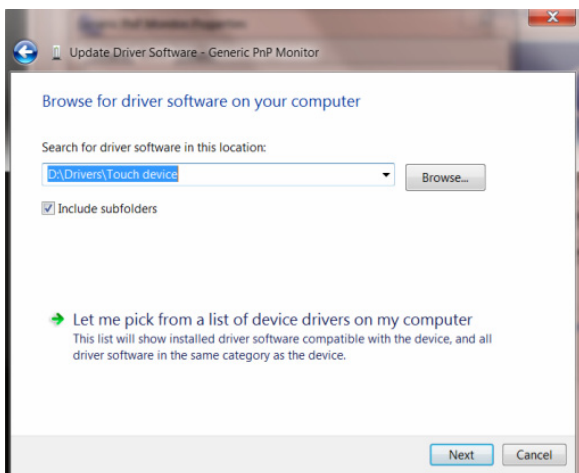 Update Driver Software - Generic PnP Monitor
Browse for driver software on your computer
Search for driver software in this location:
D:\Drivers\Touch device
Browse...
Include subfolders
Let me pick from a list of device drivers on my computer
This list will show installed driver software compatible with the device, and all
driver software in the same category as the device.
Next
Cancel